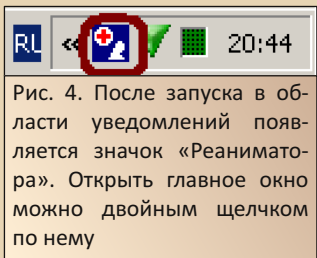 RL « 20:44
Рис. 4. После запуска в об-
ласти уведомлений появ-
ляется значок «Реанимато-
ра». Открыть главное окно
можно двойным щелчком
по нему